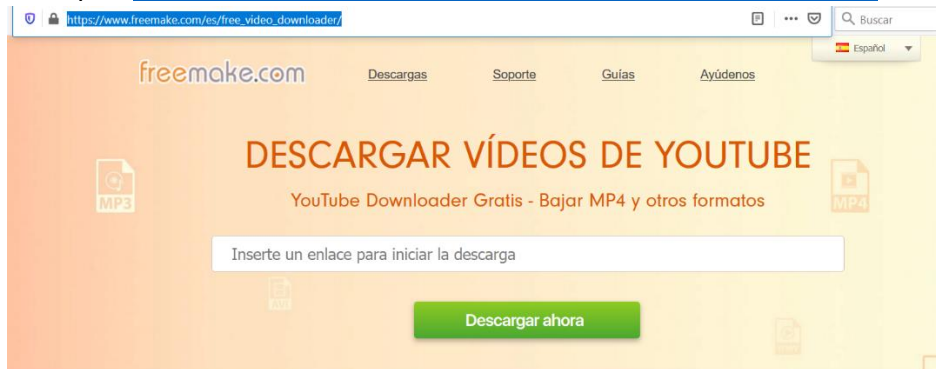 https://www.freemake.com/es/free_video_downloader/
Buscar
Español
freemake.com
Descargas
Soporte
Guías
Ayúdenos
DESCARGAR VÍDEOS DE YOUTUBE
YouTube Downloader Gratis - Bajar MP4 y otros formatos
MP3
MP4
Inserte un enlace para iniciar la descarga
AVI
Descargar ahora